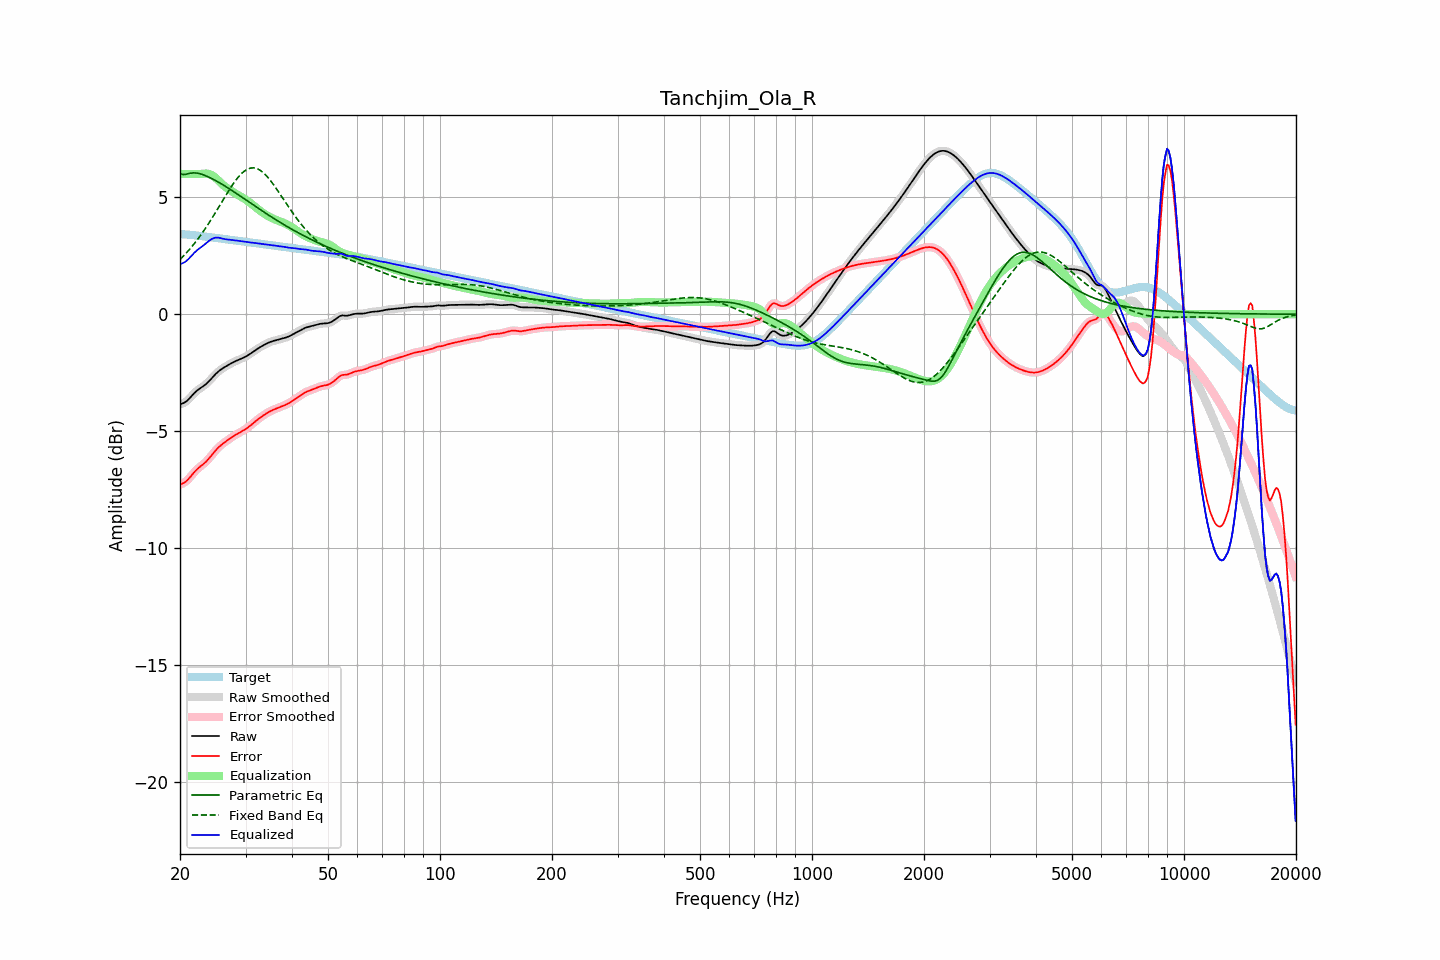 Tanchjim_Ola_R
Amplitude (dBr)
5
0
−5
−10
−15
−20
Target
Raw Smoothed
Error Smoothed
Raw
Error
Equalization
Parametric Eq
Fixed Band Eq
Equalized
20 50 100 200 500 1000 2000 5000 10000 20000
Frequency (Hz)